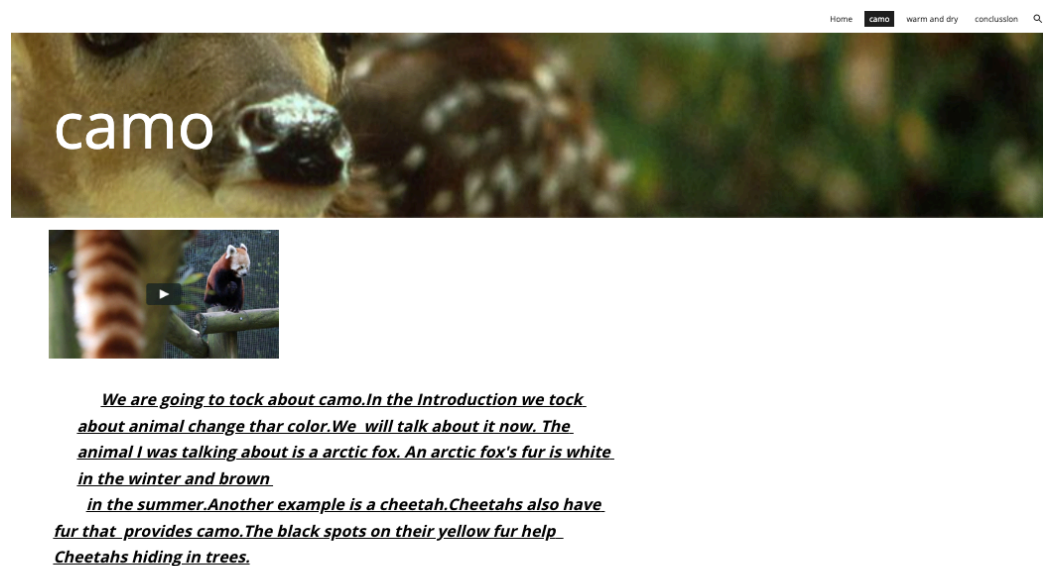 Home camo warm and dry conclussion
camo
We are going to tock about camo.In the Introduction we tock
about animal change thar color.We  will talk about it now. The
animal I was talking about is a arctic fox. An arctic fox's fur is white
in the winter and brown
in the summer.Another example is a cheetah.Cheetahs also have
fur that  provides camo.The black spots on their yellow fur help
Cheetahs hiding in trees.